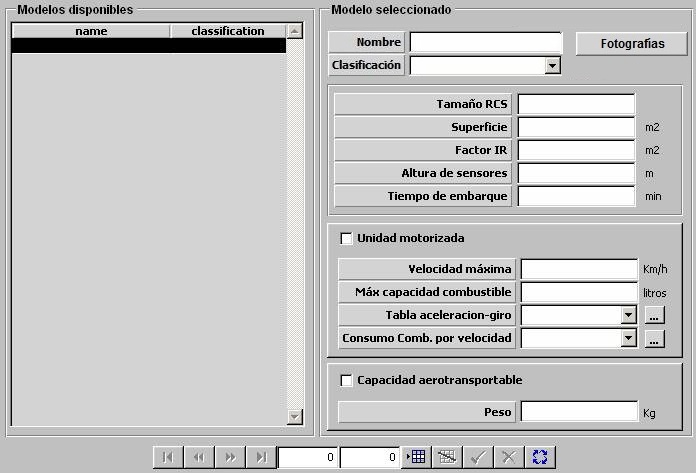 Modelos disponibles
name classification
Modelo seleccionado
Nombre
Fotografías
Clasificación
Tamaño RCS
Superficie m2
Factor IR m2
Altura de sensores m
Tiempo de embarque min
Unidad motorizada
Velocidad máxima Km/h
Máx capacidad combustible litros
Tabla aceleracion-giro ...
Consumo Comb. por velocidad ...
Capacidad aerotransportable
Peso Kg
0 0